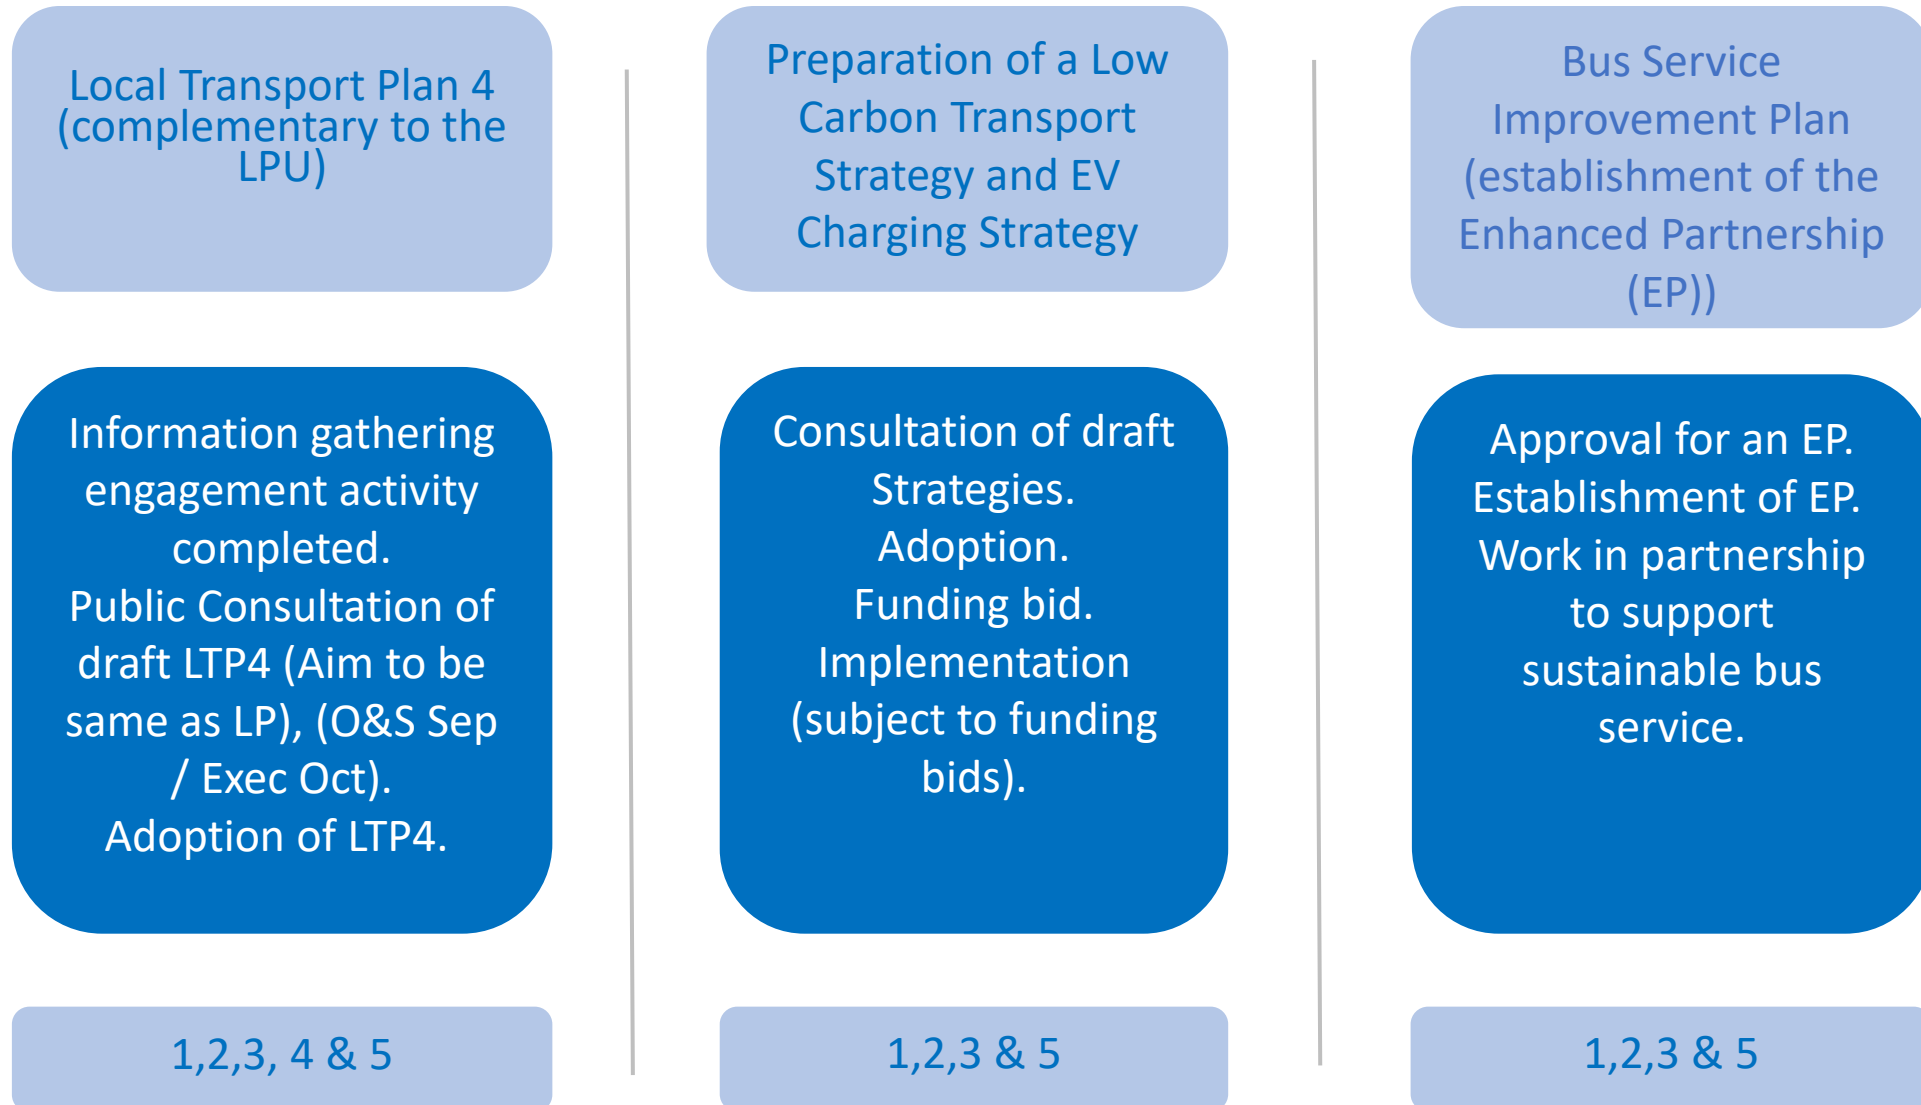 Local Transport Plan 4
(complementary to the
LPU)
Information gathering
engagement activity
completed.
Public Consultation of
draft LTP4 (Aim to be
same as LP), (O&S Sep
/ Exec Oct).
Adoption of LTP4.
1,2,3, 4 & 5
Preparation of a Low
Carbon Transport
Strategy and EV
Charging Strategy
Consultation of draft
Strategies.
Adoption.
Funding bid.
Implementation
(subject to funding
bids).
1,2,3 & 5
Bus Service
Improvement Plan
(establishment of the
Enhanced Partnership
(EP))
Approval for an EP.
Establishment of EP.
Work in partnership
to support
sustainable bus
service.
1,2,3 & 5